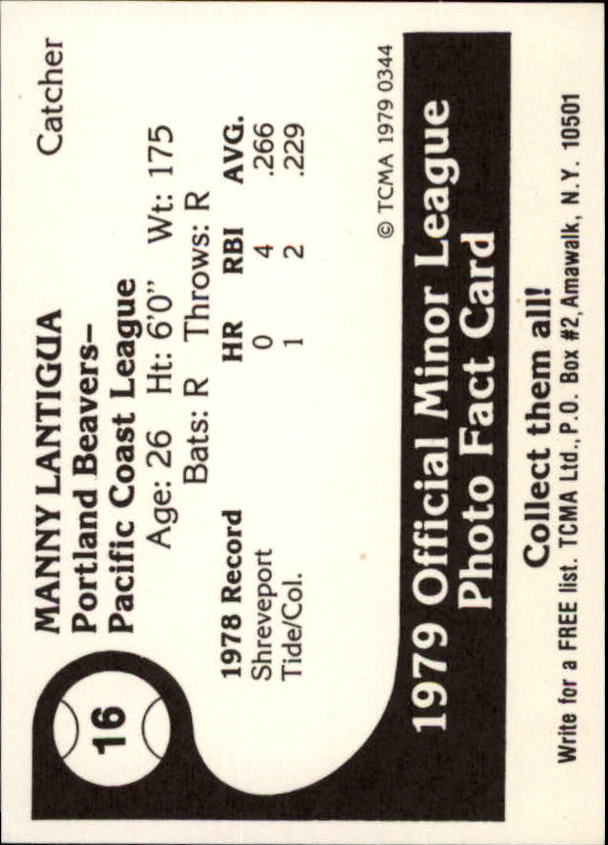 16
MANNY LANTIGUA Catcher
Portland Beavers–
Pacific Coast League
Age: 26 Ht: 6'0" Wt: 175
Bats: R Throws: R
1978 Record HR RBI AVG.
Shreveport 0 4 .266
Tide/Col. 1 2 .229
© TCMA 1979 0344
1979 Official Minor League
Photo Fact Card
Collect them all!
Write for a FREE list. TCMA Ltd., P.O. Box #2, Amawalk, N.Y. 10501